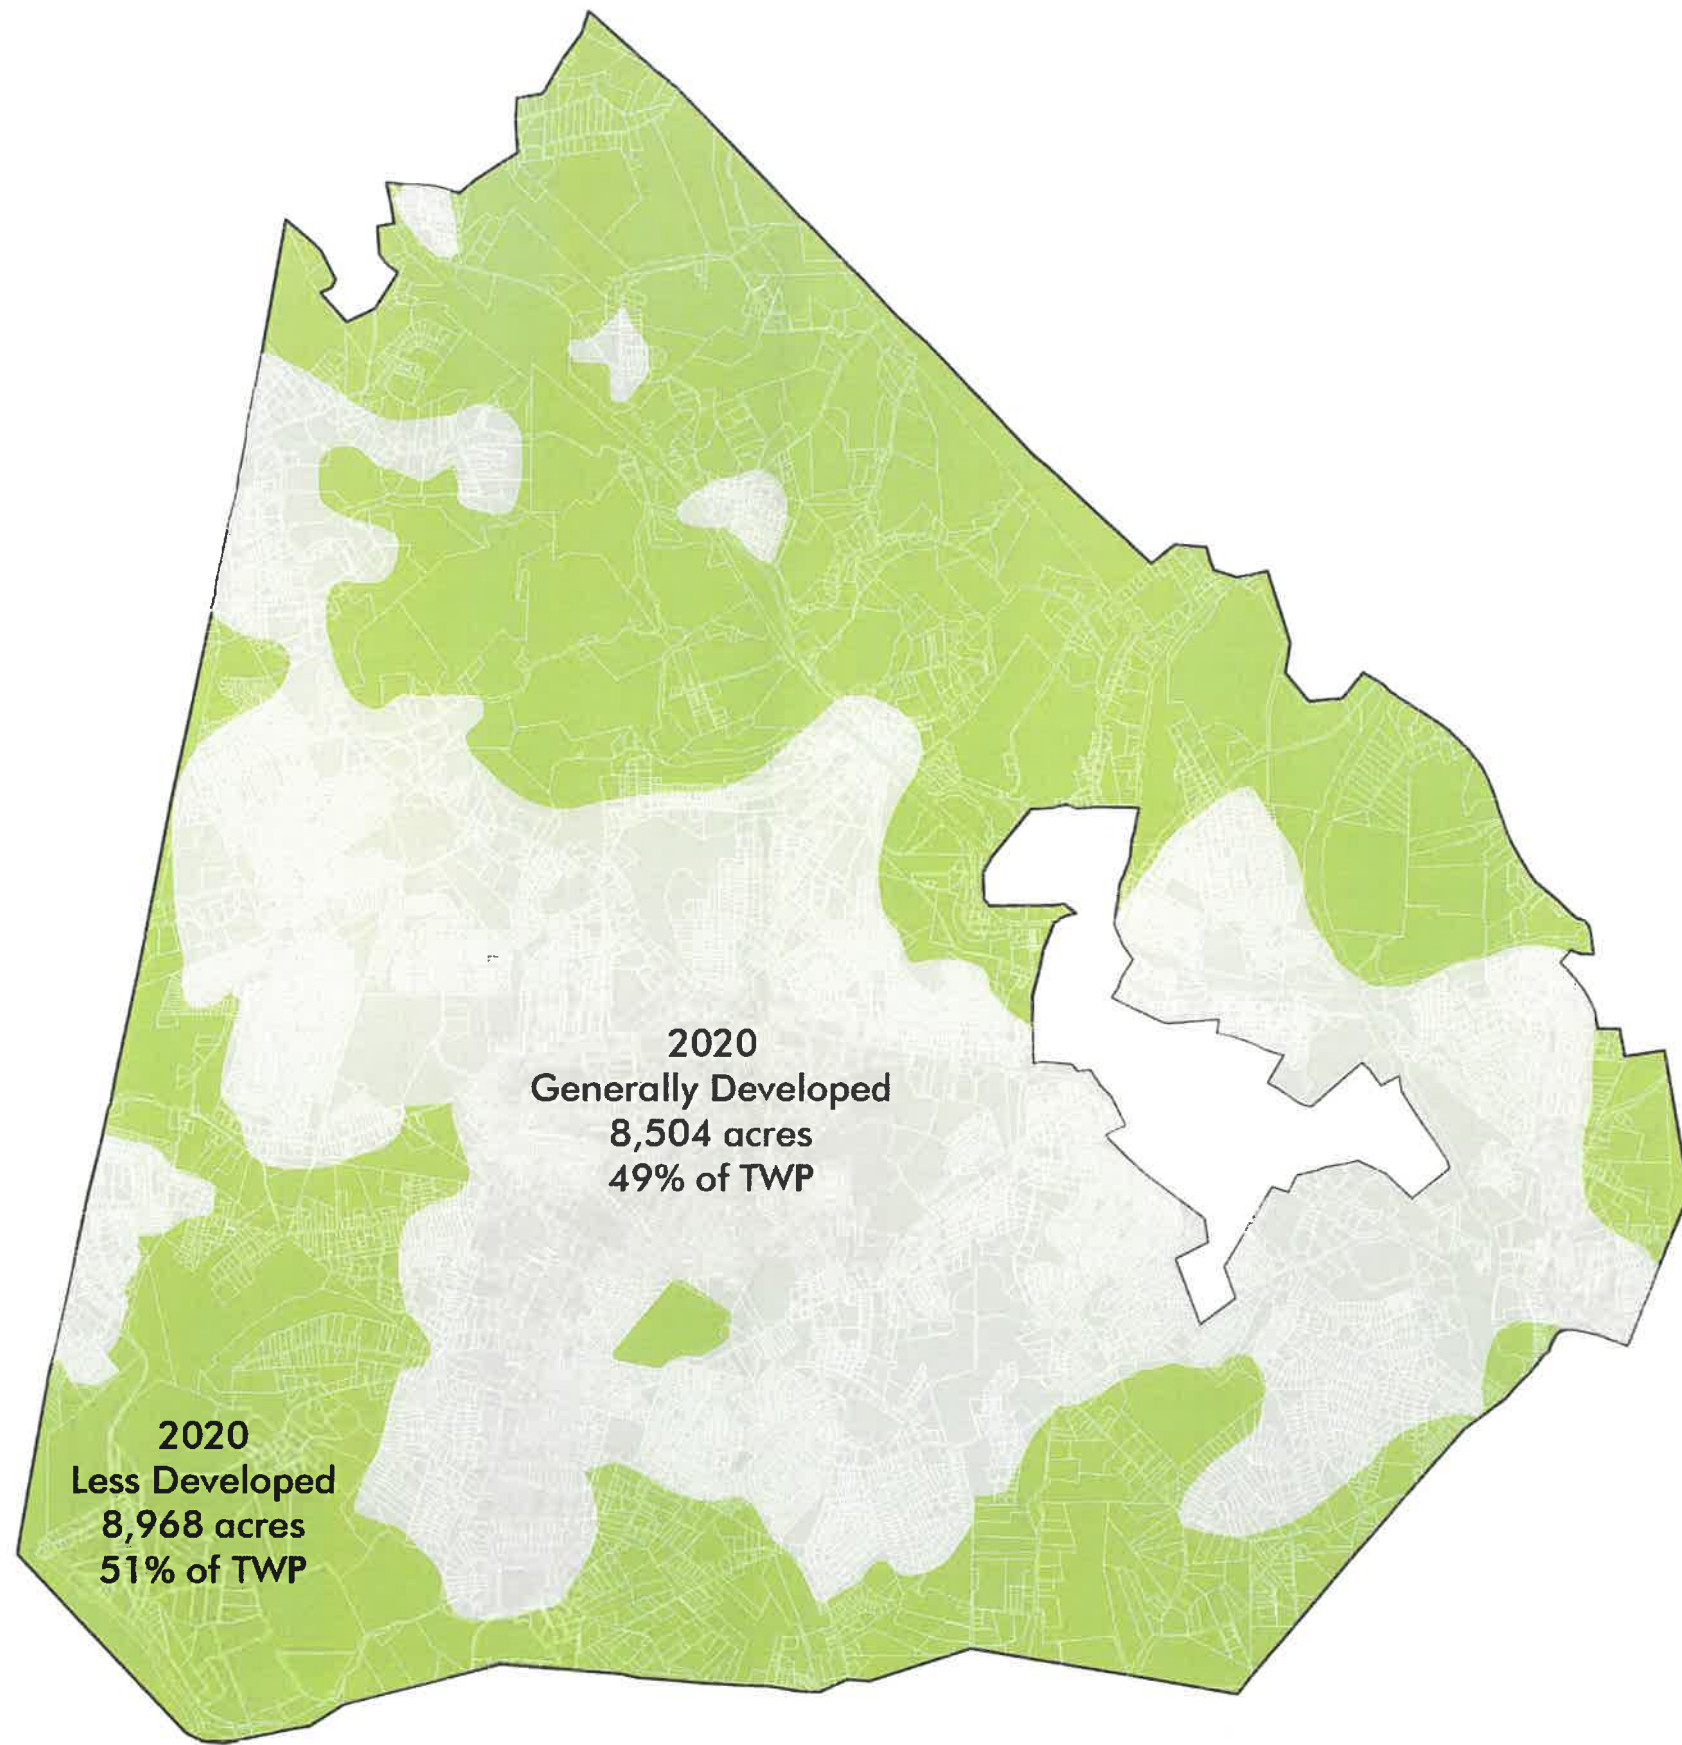 2020
Generally Developed
8,504 acres
49% of TWP
2020
Less Developed
8,968 acres
51% of TWP